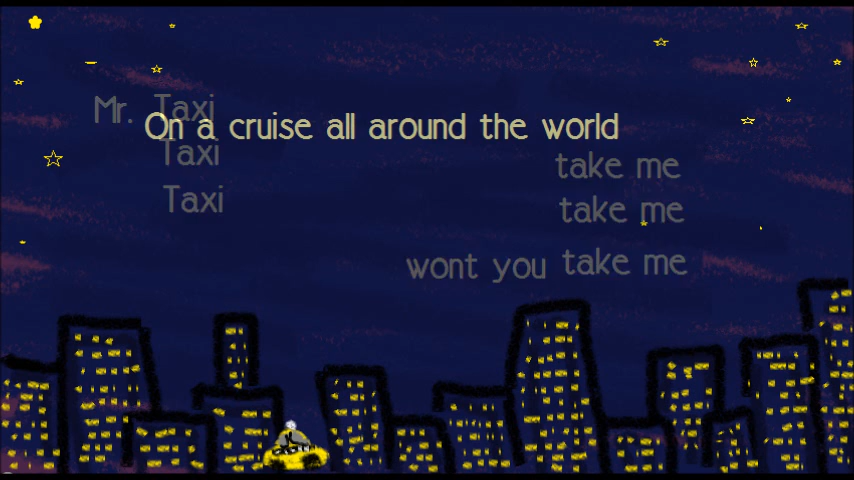 Mr. Taxi
On a cruise all around the world
Taxi
take me
Taxi
take me
wont you take me